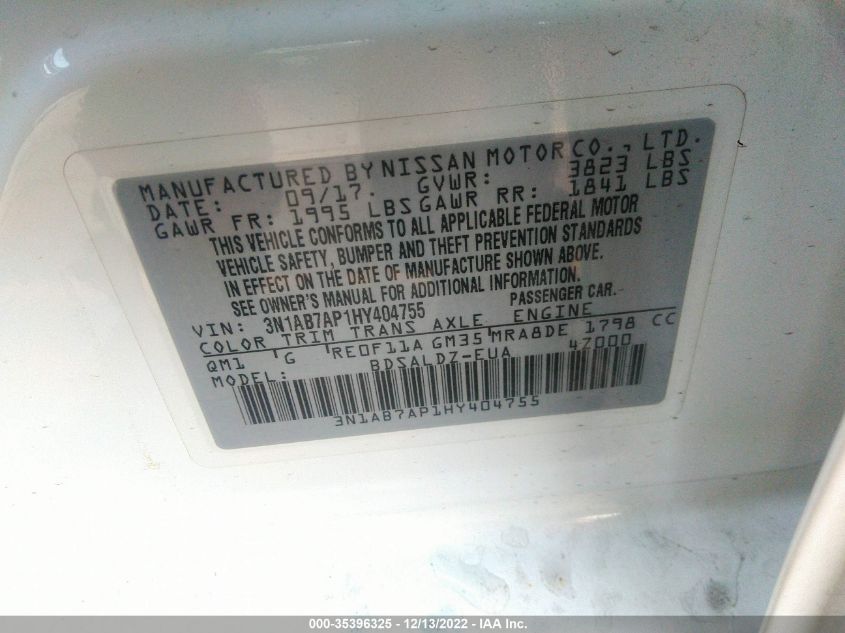 MANUFACTURED BY NISSAN MOTOR CO., LTD.
DATE: 09/17. GVWR: 3823 LBS
GAWR FR: 1995 LBS GAWR RR: 1841 LBS
THIS VEHICLE CONFORMS TO ALL APPLICABLE FEDERAL MOTOR
VEHICLE SAFETY, BUMPER AND THEFT PREVENTION STANDARDS
IN EFFECT ON THE DATE OF MANUFACTURE SHOWN ABOVE.
SEE OWNER'S MANUAL FOR ADDITIONAL INFORMATION.
VIN: 3N1AB7AP1HY404755 PASSENGER CAR.
COLOR TRIM TRANS AXLE ENGINE
QM1 G RE0F11A GM35 MRA8DE 1798 CC
MODEL: BDSALDZ-EUA 47000
3N1AB7AP1HY404755
000-35396325 - 12/13/2022 - IAA Inc.